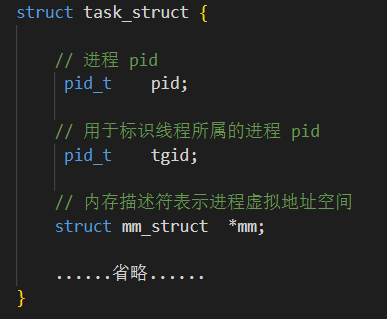 struct task_struct {
// 进程 pid
pid_t    pid;
// 用于标识线程所属的进程 pid
pid_t    tgid;
// 内存描述符表示进程虚拟地址空间
struct mm_struct  *mm;
......省略......
}